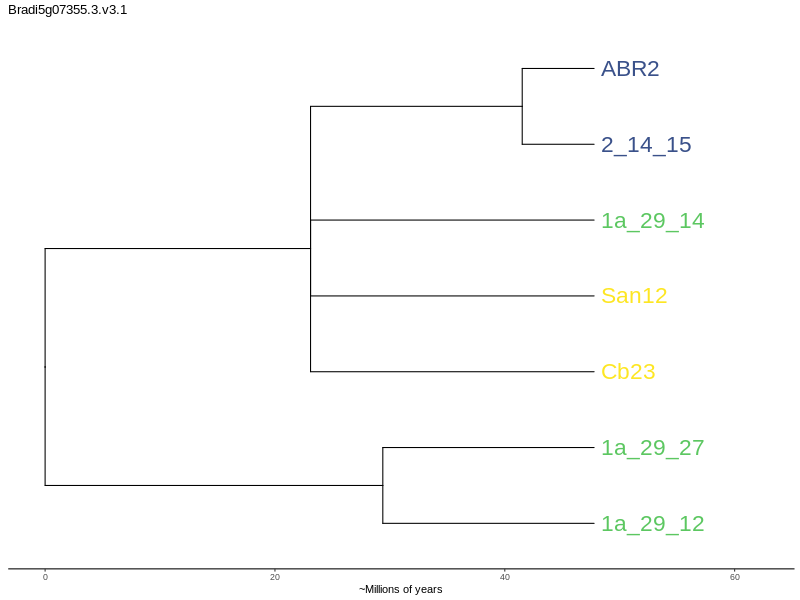 Bradi5g07355.3.v3.1
ABR2
2_14_15
1a_29_14
San12
Cb23
1a_29_27
1a_29_12
0 20 40 60
~Millions of years